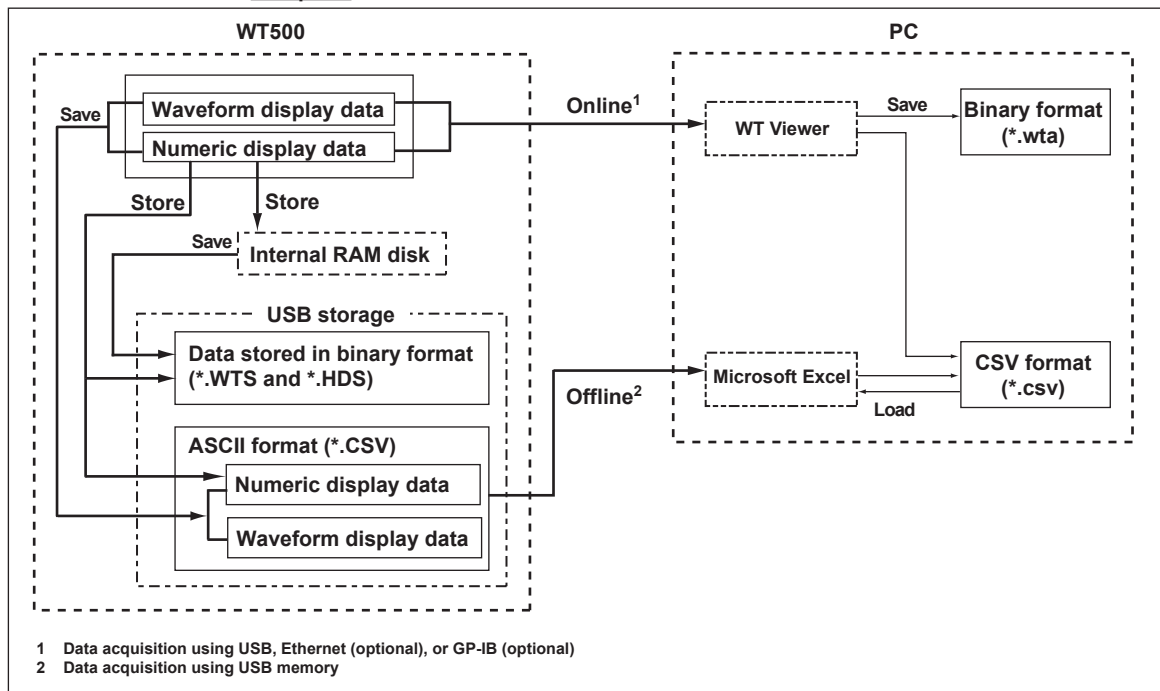 WT500
PC
Save
Waveform display data
Numeric display data
Online1
WT Viewer
Save
Binary format
(*.wta)
Store
Store
Save
Internal RAM disk
USB storage
Data stored in binary format
(*.WTS and *.HDS)
Offline2
Microsoft Excel
Load
CSV format
(*.csv)
ASCII format (*.CSV)
Numeric display data
Waveform display data
1 Data acquisition using USB, Ethernet (optional), or GP-IB (optional)
2 Data acquisition using USB memory